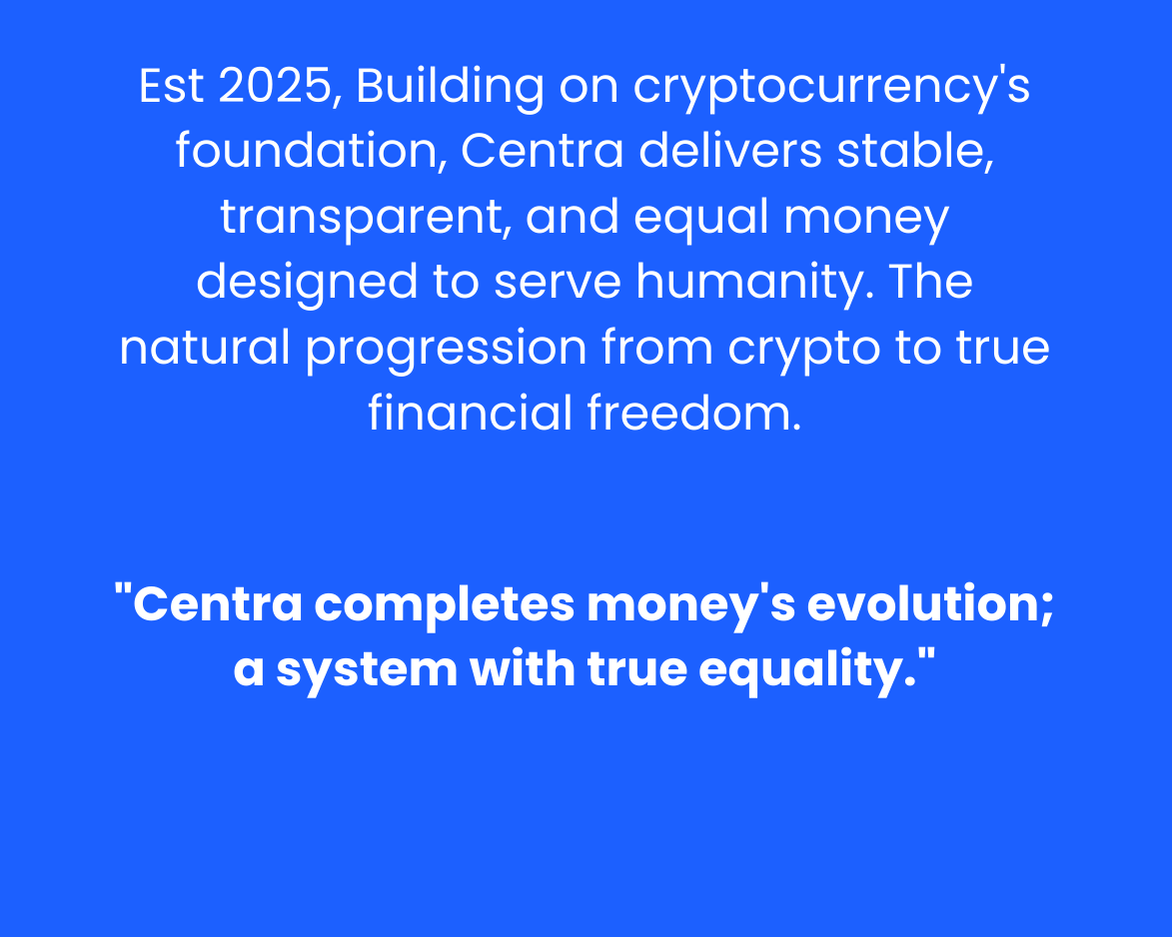 Est 2025, Building on cryptocurrency's
foundation, Centra delivers stable,
transparent, and equal money
designed to serve humanity. The
natural progression from crypto to true
financial freedom.
"Centra completes money's evolution;
a system with true equality."